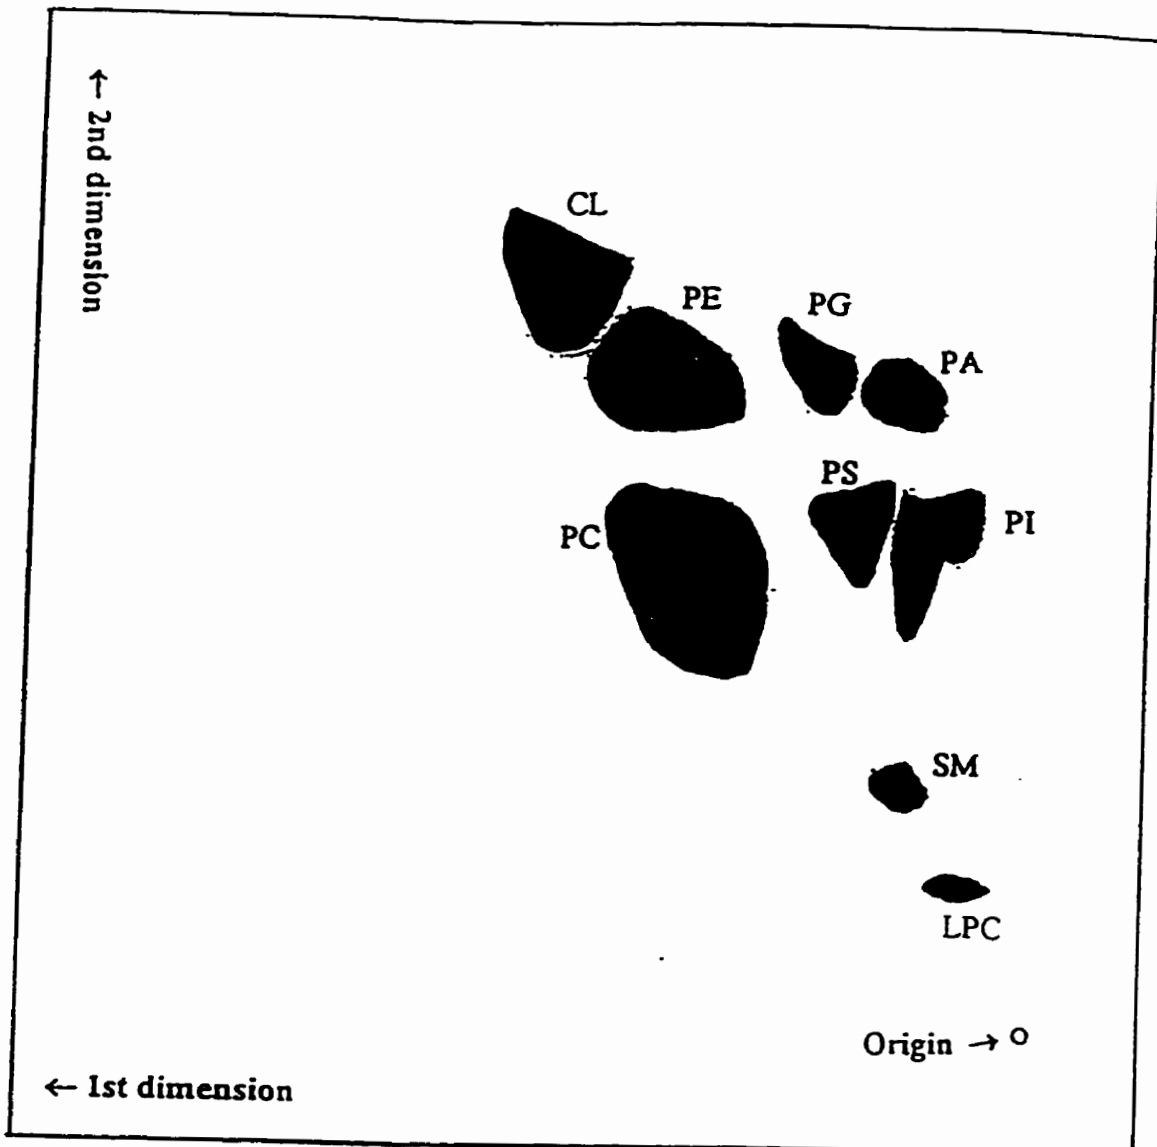 ← 2nd dimension
CL
PE
PG
PA
PS
PC
PI
SM
LPC
Origin → O
← 1st dimension